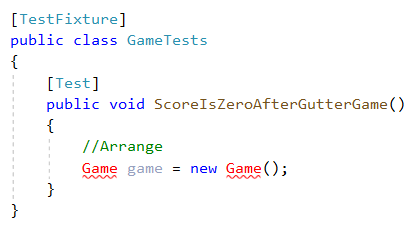 [TestFixture]
public class GameTests
{
    [Test]
    public void ScoreIsZeroAfterGutterGame()
    {
        //Arrange
        Game game = new Game();
    }
}